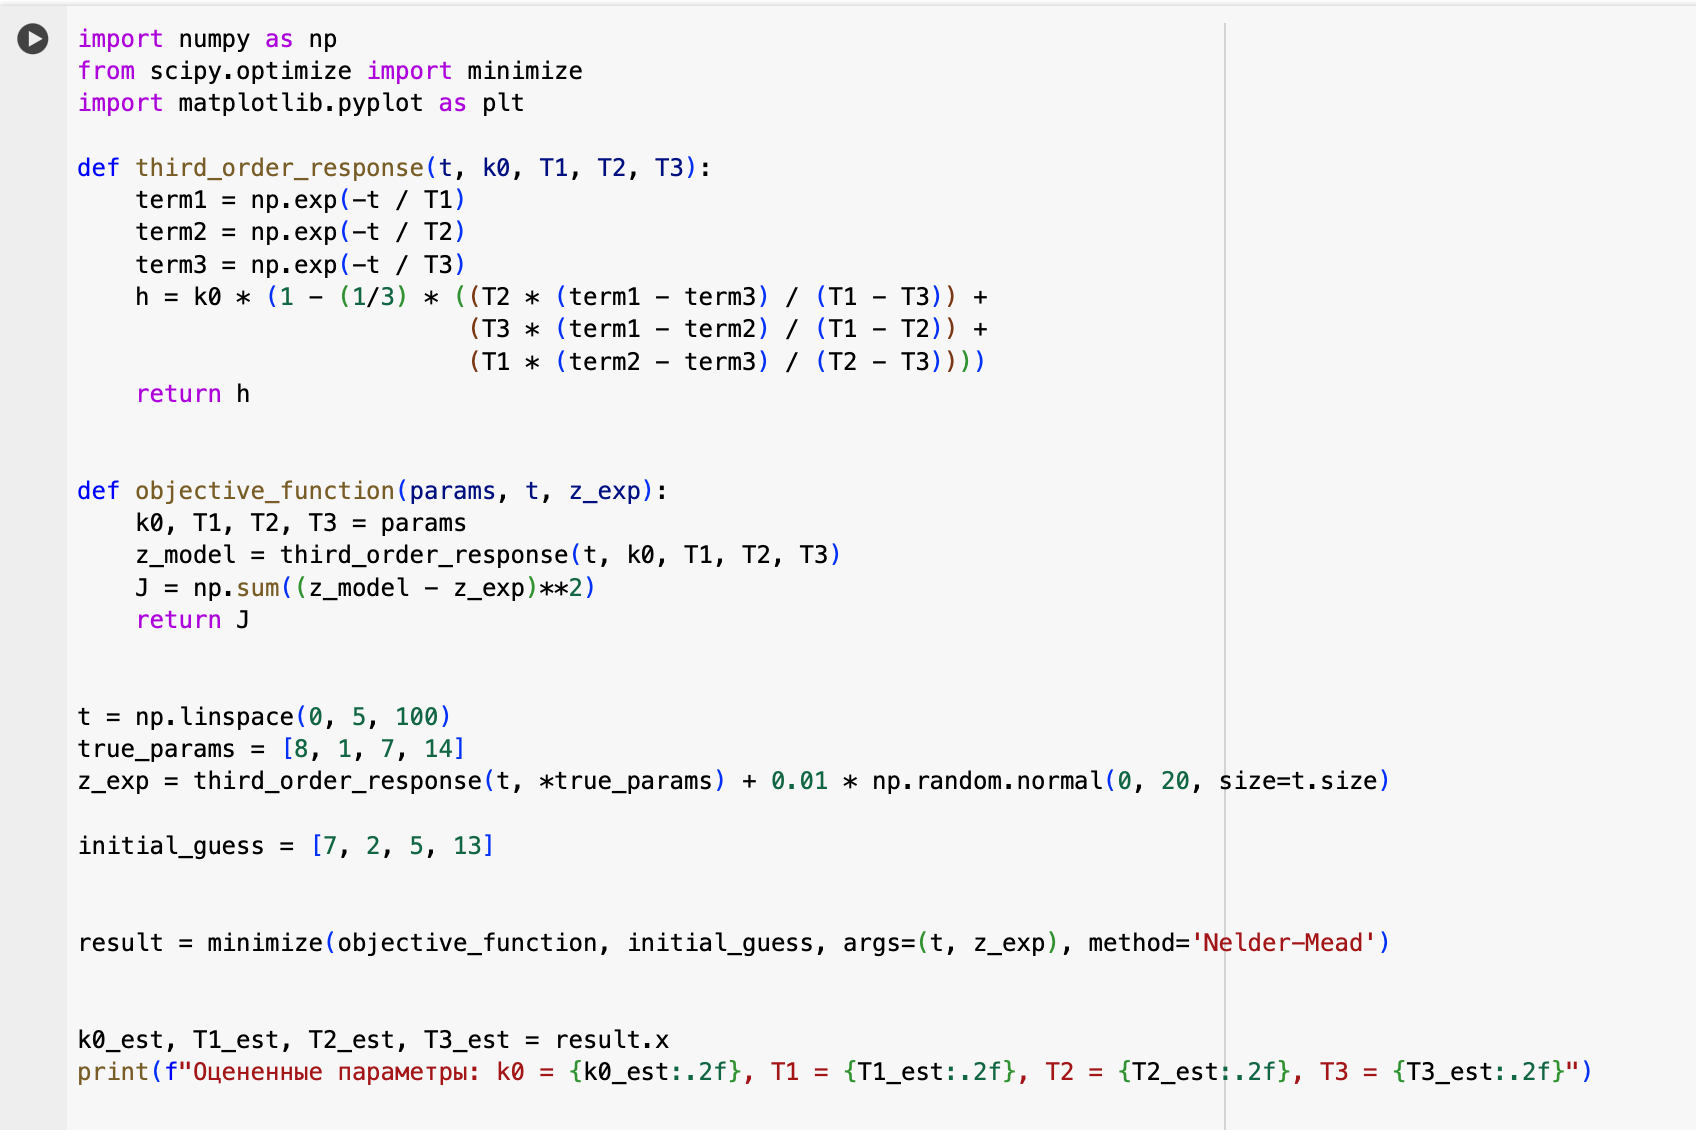 import numpy as np
from scipy.optimize import minimize
import matplotlib.pyplot as plt
def third_order_response(t, k0, T1, T2, T3):
    term1 = np.exp(-t / T1)
    term2 = np.exp(-t / T2)
    term3 = np.exp(-t / T3)
    h = k0 * (1 - (1/3) * ((T2 * (term1 - term3) / (T1 - T3)) +
                           (T3 * (term1 - term2) / (T1 - T2)) +
                           (T1 * (term2 - term3) / (T2 - T3))))
    return h
def objective_function(params, t, z_exp):
    k0, T1, T2, T3 = params
    z_model = third_order_response(t, k0, T1, T2, T3)
    J = np.sum((z_model - z_exp)**2)
    return J
t = np.linspace(0, 5, 100)
true_params = [8, 1, 7, 14]
z_exp = third_order_response(t, *true_params) + 0.01 * np.random.normal(0, 20, size=t.size)
initial_guess = [7, 2, 5, 13]
result = minimize(objective_function, initial_guess, args=(t, z_exp), method='Nelder-Mead')
k0_est, T1_est, T2_est, T3_est = result.x
print(f"Оцененные параметры: k0 = {k0_est:.2f}, T1 = {T1_est:.2f}, T2 = {T2_est:.2f}, T3 = {T3_est:.2f}")